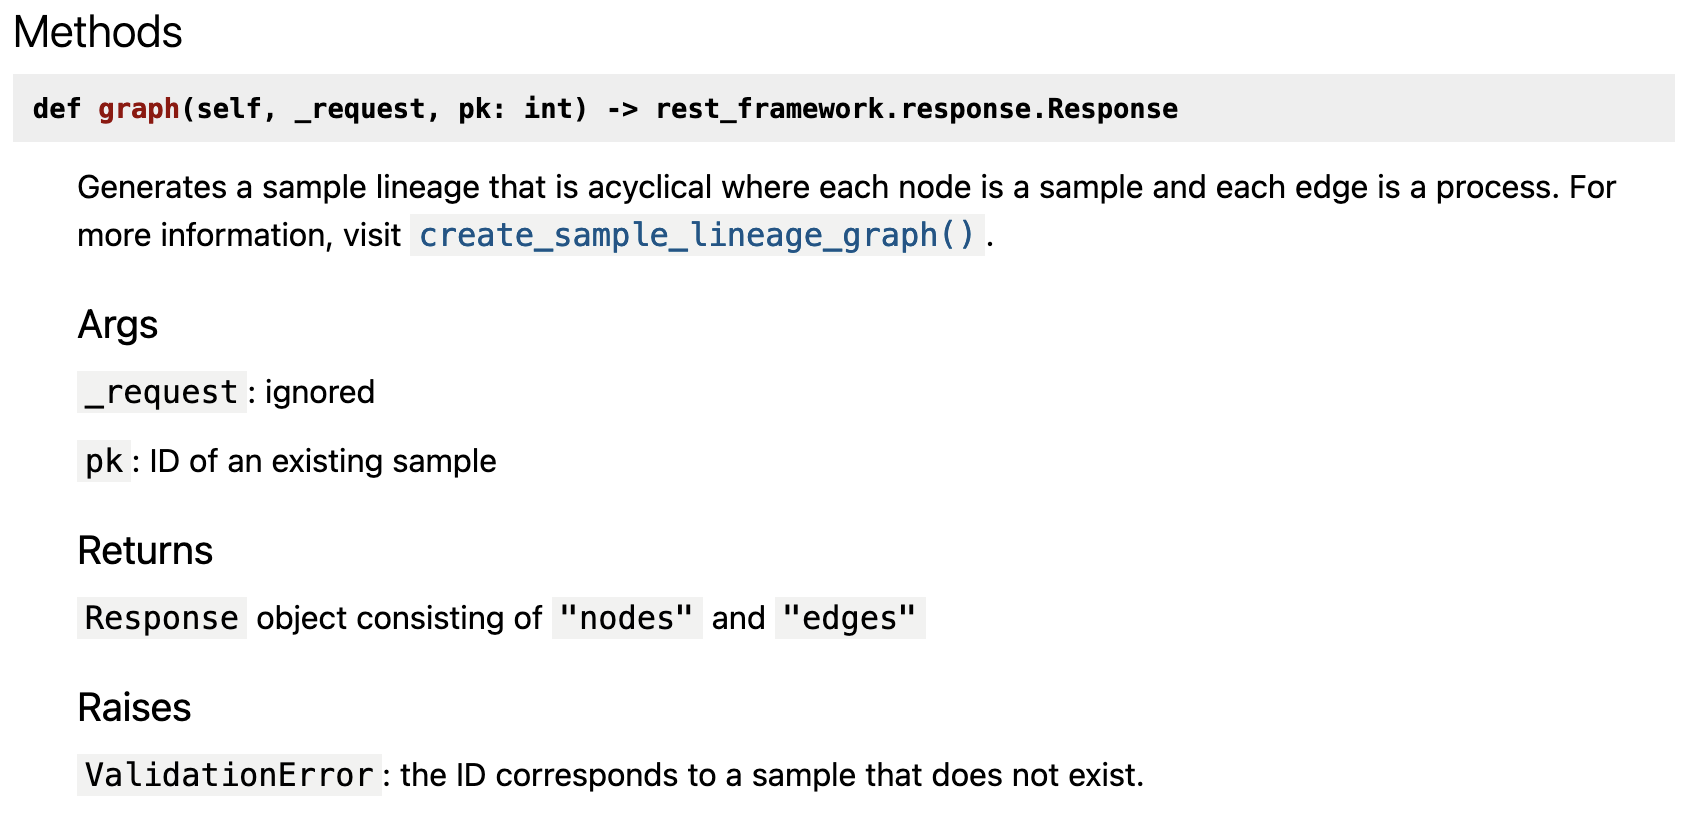 Methods
def graph(self, _request, pk: int) -> rest_framework.response.Response
Generates a sample lineage that is acyclical where each node is a sample and each edge is a process. For
more information, visit create_sample_lineage_graph() .
Args
_request : ignored
pk : ID of an existing sample
Returns
Response object consisting of "nodes" and "edges"
Raises
ValidationError : the ID corresponds to a sample that does not exist.